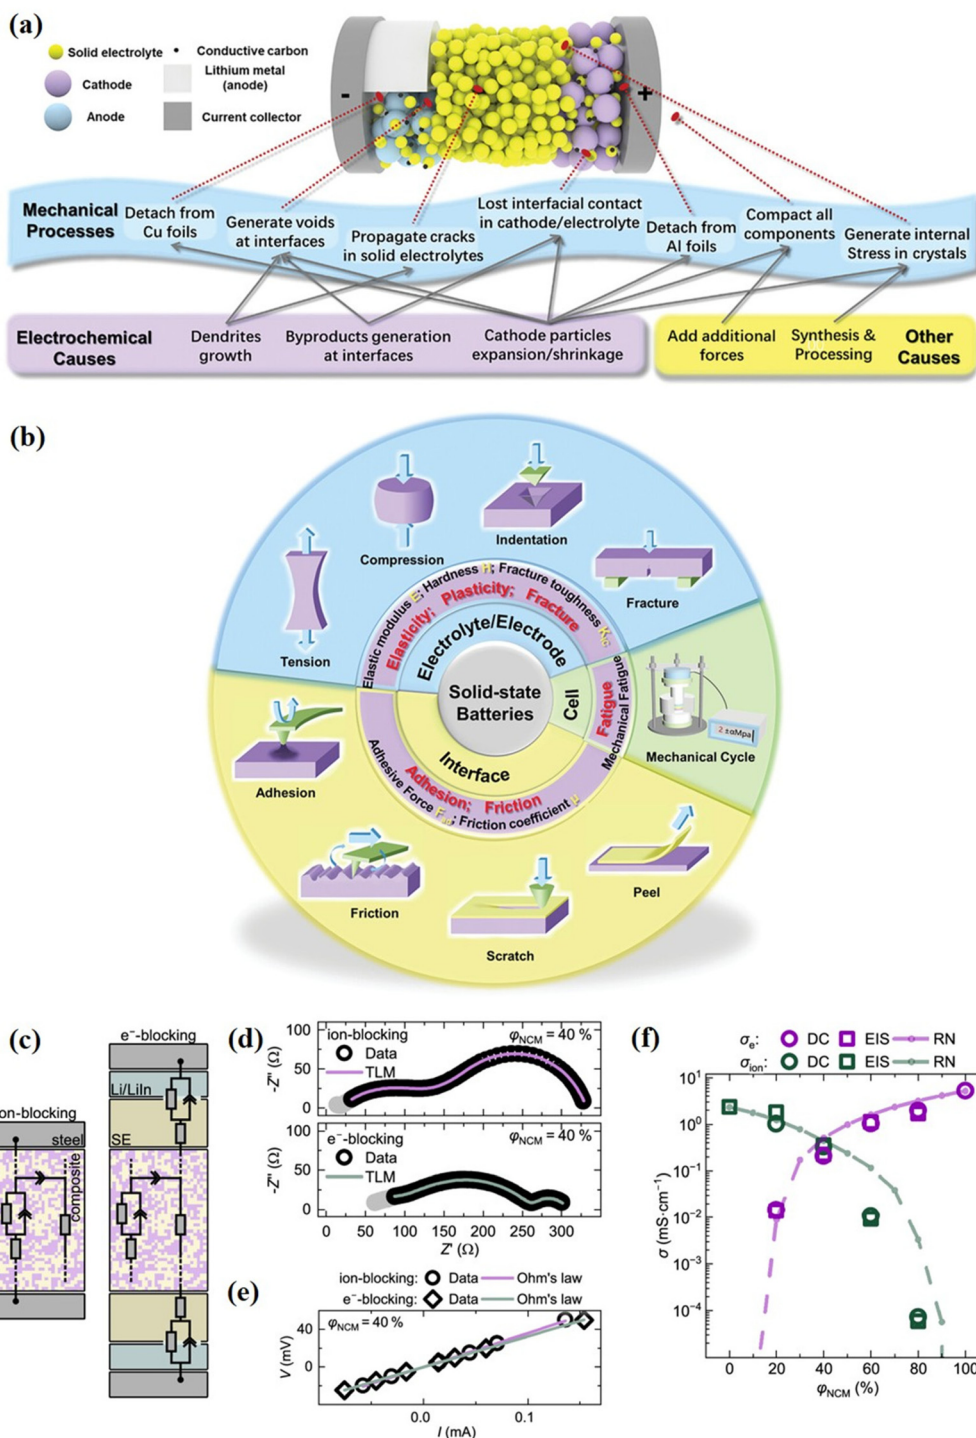 (a)
Solid electrolyte
Conductive carbon
Cathode
Lithium metal
(anode)
Anode
Current collector
-
+
Mechanical
Processes
Detach from
Cu foils
Generate voids
at interfaces
Propagate cracks
in solid electrolytes
Lost interfacial contact
in cathode/electrolyte
Detach from
Al foils
Compact all
components
Generate internal
Stress in crystals
Electrochemical
Causes
Dendrites
growth
Byproducts generation
at interfaces
Cathode particles
expansion/shrinkage
Add additional
forces
Synthesis &
Processing
Other
Causes
(b)
Tension
Compression
Indentation
Fracture
Elastic modulus E; Hardness H; Fracture toughness
Elasticity; Plasticity; Fracture
Electrolyte/Electrode
Solid-state
Batteries
Cell
Fatigue
Mechanical Fatigue
Mechanical Cycle
Interface
Adhesion; Friction
Adhesive Force ; Friction coefficient μ
Adhesion
Friction
Scratch
Peel
(c)
e⁻-blocking
Li/LiIn
ion-blocking
steel
SE
composite
(d)
ion-blocking
φNCM = 40 %
Data
TLM
-Z″ (Ω)
100
50
0
e⁻-blocking
φNCM = 40 %
Data
TLM
-Z″ (Ω)
100
50
0
0 50 100 150 200 250 300
Z′ (Ω)
(e)
ion-blocking: Data Ohm's law
e⁻-blocking: Data Ohm's law
φNCM = 40 %
V (mV)
40
0
0.0 0.1
I (mA)
(f)
σe: DC EIS RN
σion: DC EIS RN
σ (mS·cm⁻¹)
10¹
10⁰
10⁻¹
10⁻²
10⁻³
10⁻⁴
0 20 40 60 80 100
φNCM (%)